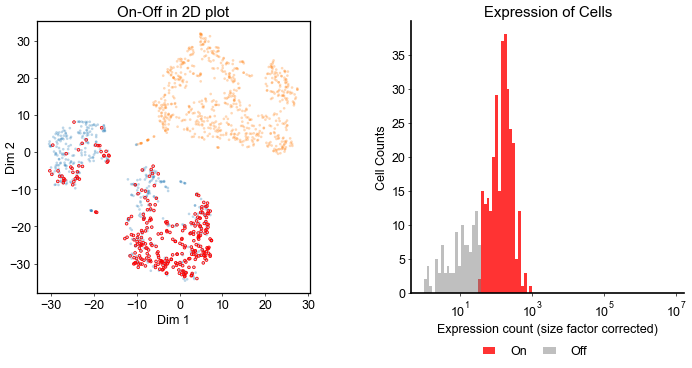 On-Off in 2D plot
Dim 2
30
20
10
0
−10
−20
−30
−30 −20 −10 0 10 20 30
Dim 1
Expression of Cells
Cell Counts
35
30
25
20
15
10
5
0
10^1 10^3 10^5 10^7
Expression count (size factor corrected)
On Off